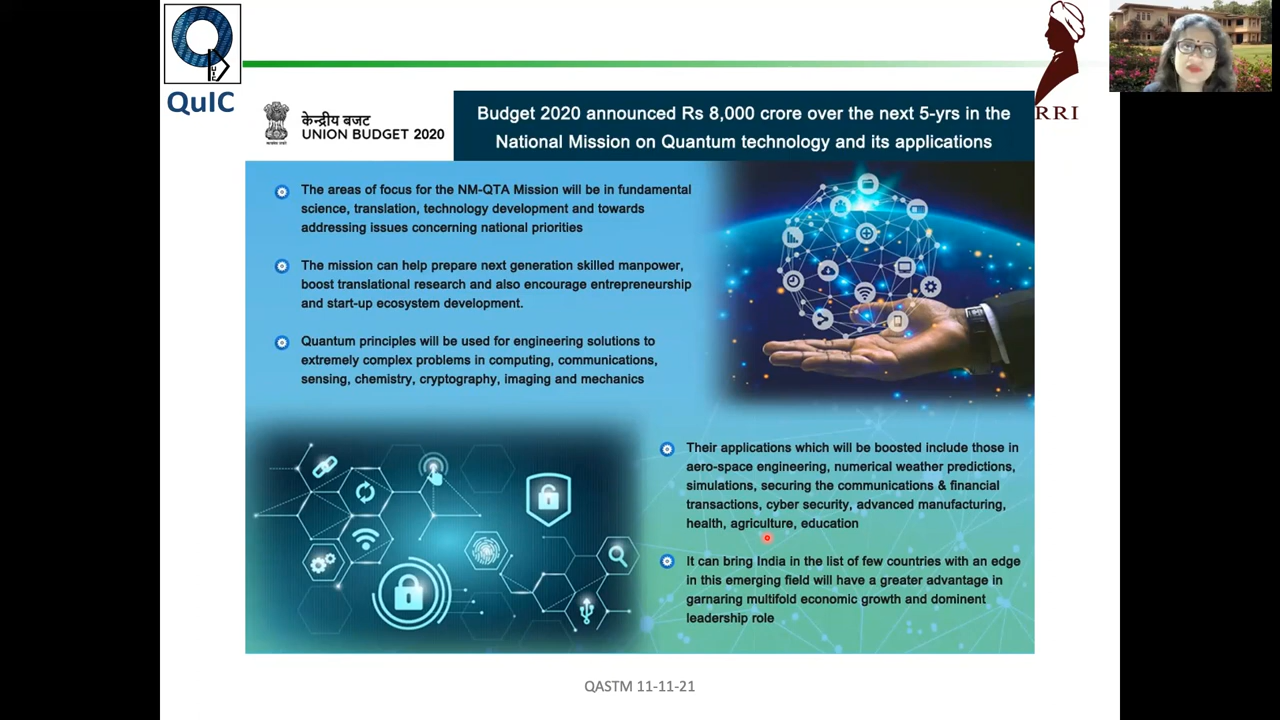 QuIC
RRI
केन्द्रीय बजट
UNION BUDGET 2020
Budget 2020 announced Rs 8,000 crore over the next 5-yrs in the
National Mission on Quantum technology and its applications
The areas of focus for the NM-QTA Mission will be in fundamental
science, translation, technology development and towards
addressing issues concerning national priorities
The mission can help prepare next generation skilled manpower,
boost translational research and also encourage entrepreneurship
and start-up ecosystem development.
Quantum principles will be used for engineering solutions to
extremely complex problems in computing, communications,
sensing, chemistry, cryptography, imaging and mechanics
Their applications which will be boosted include those in
aero-space engineering, numerical weather predictions,
simulations, securing the communications & financial
transactions, cyber security, advanced manufacturing,
health, agriculture, education
It can bring India in the list of few countries with an edge
in this emerging field will have a greater advantage in
garnaring multifold economic growth and dominent
leadership role
QASTM 11-11-21